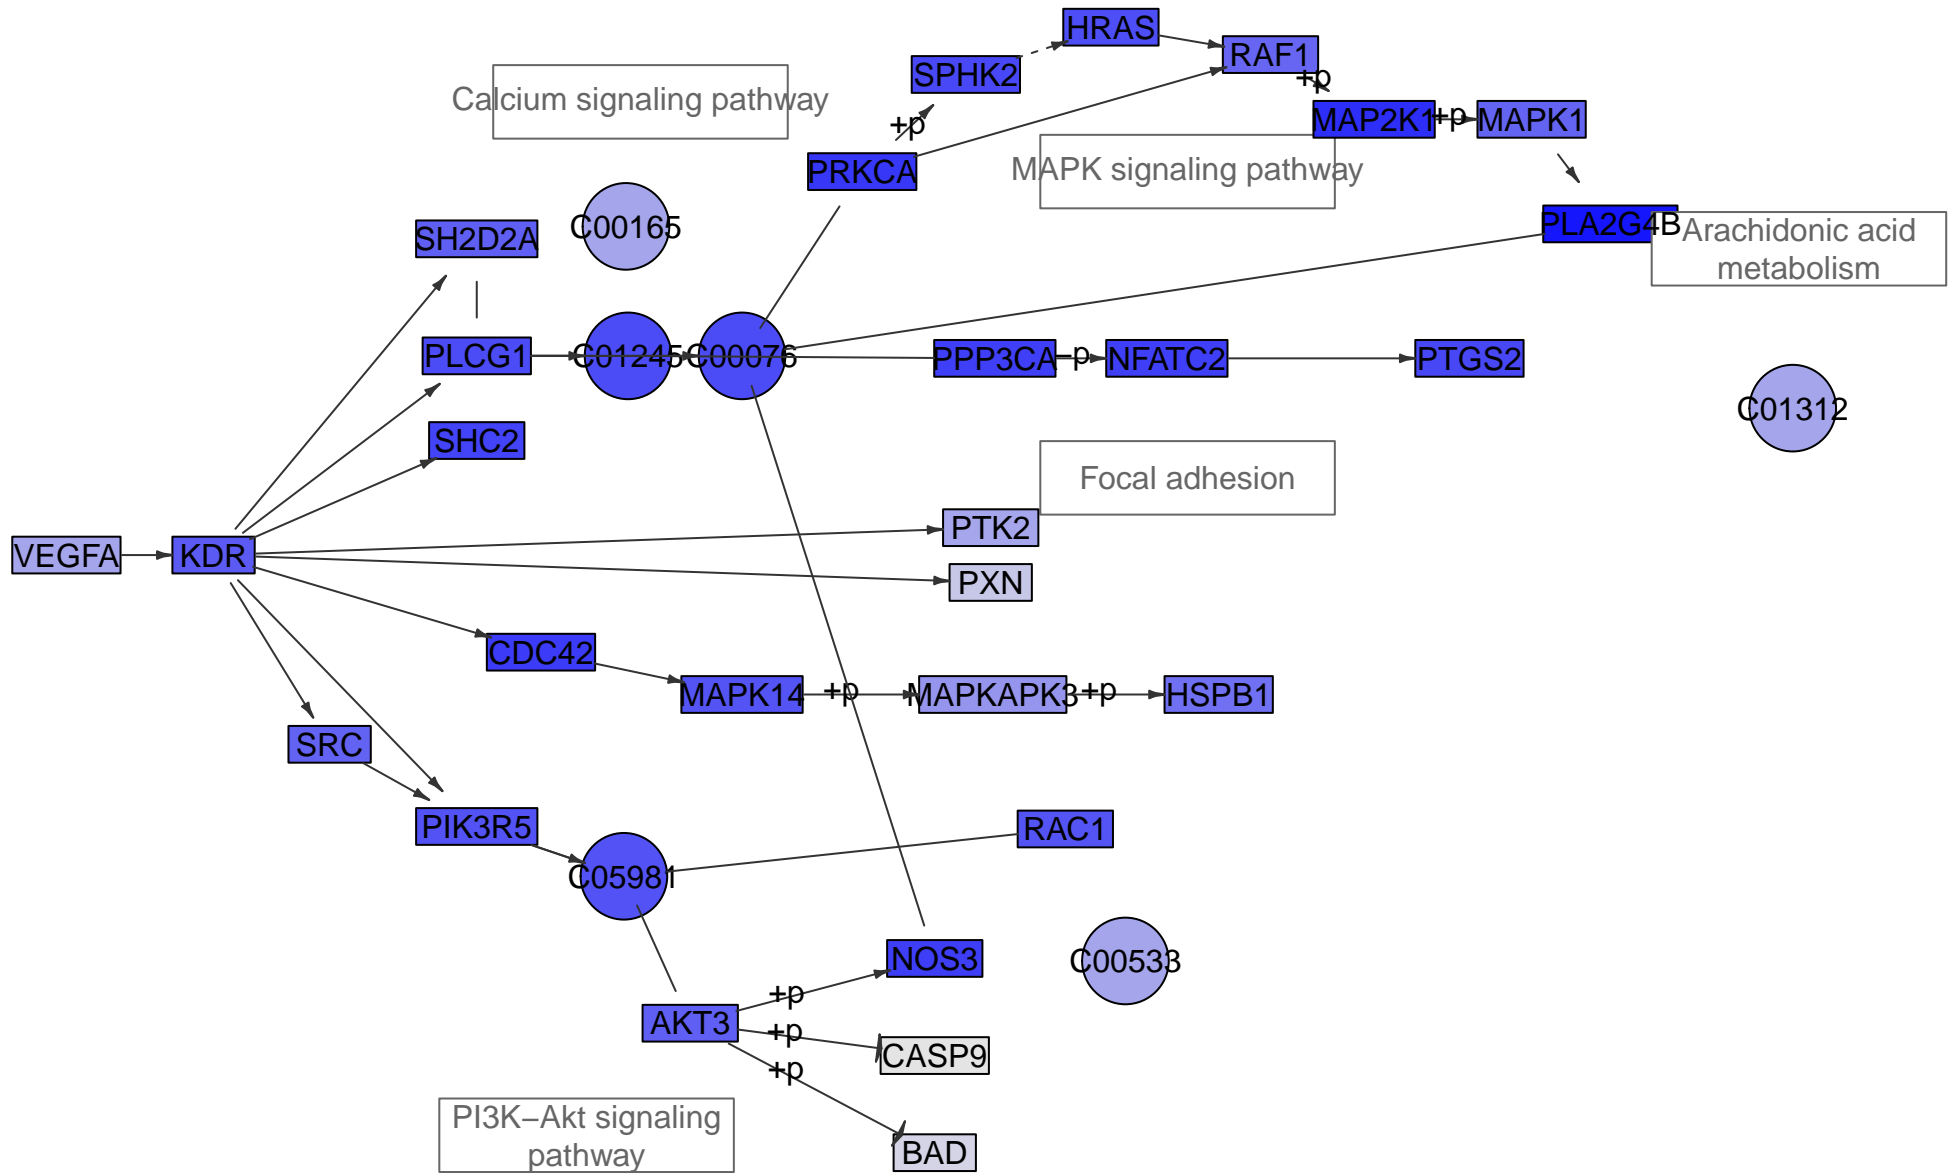 HRAS
RAF1
+p
SPHK2
Calcium signaling pathway
+p
MAP2K1
+p
MAPK1
PRKCA
MAPK signaling pathway
C00165
SH2D2A
PLA2G4B
Arachidonic acid
metabolism
PLCG1
C01245
C00076
PPP3CA
−p
NFATC2
PTGS2
C01312
SHC2
Focal adhesion
PTK2
VEGFA
KDR
PXN
CDC42
MAPK14
+p
MAPKAPK3
+p
HSPB1
SRC
PIK3R5
RAC1
C05981
NOS3
C00533
+p
AKT3
+p
CASP9
+p
PI3K−Akt signaling
pathway
BAD